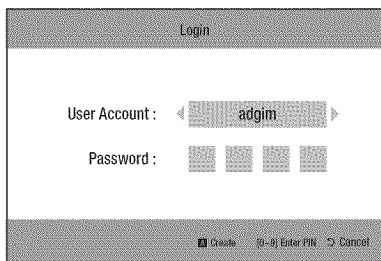 Login
User Account : adgim
Password :
A Create [0~9] Enter PIN Cancel